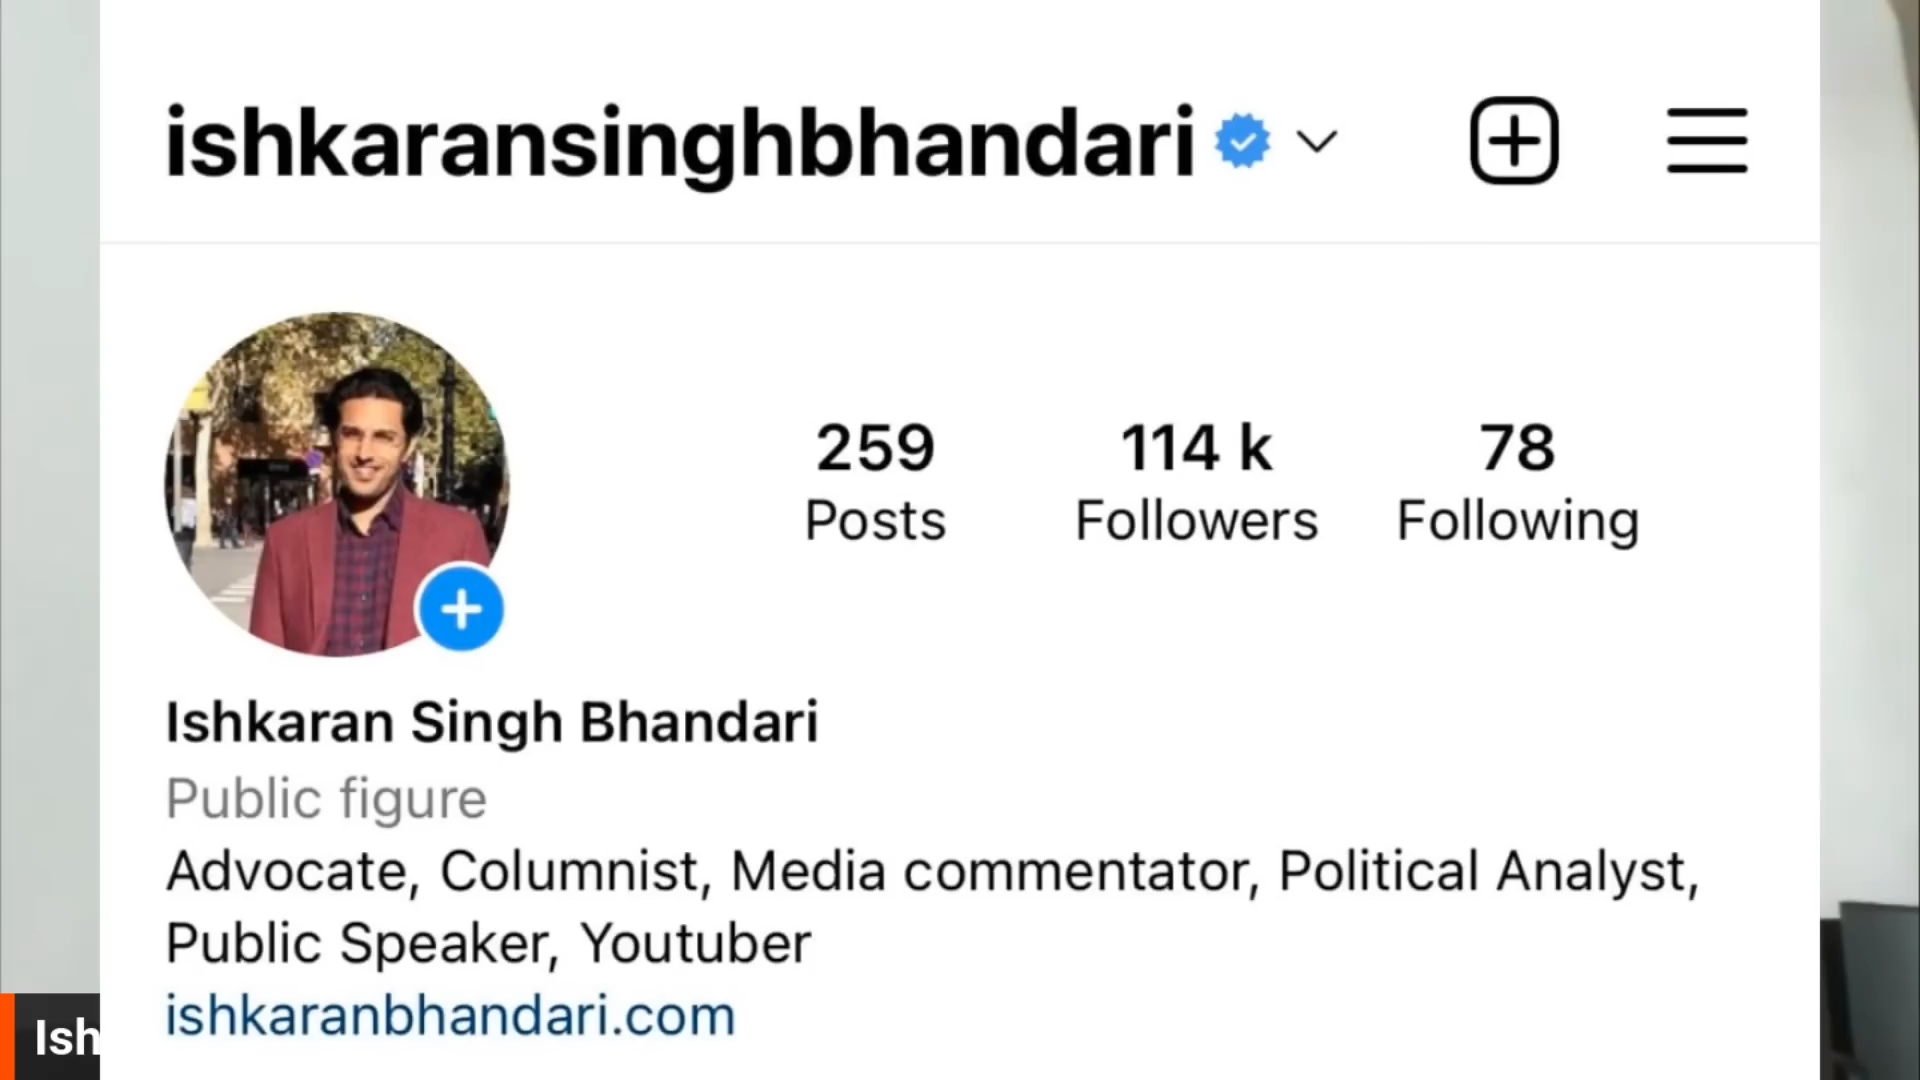 ishkaransinghbhandari
259 114 k 78
Posts Followers Following
Ishkaran Singh Bhandari
Public figure
Advocate, Columnist, Media commentator, Political Analyst,
Public Speaker, Youtuber
ishkaranbhandari.com
Ish